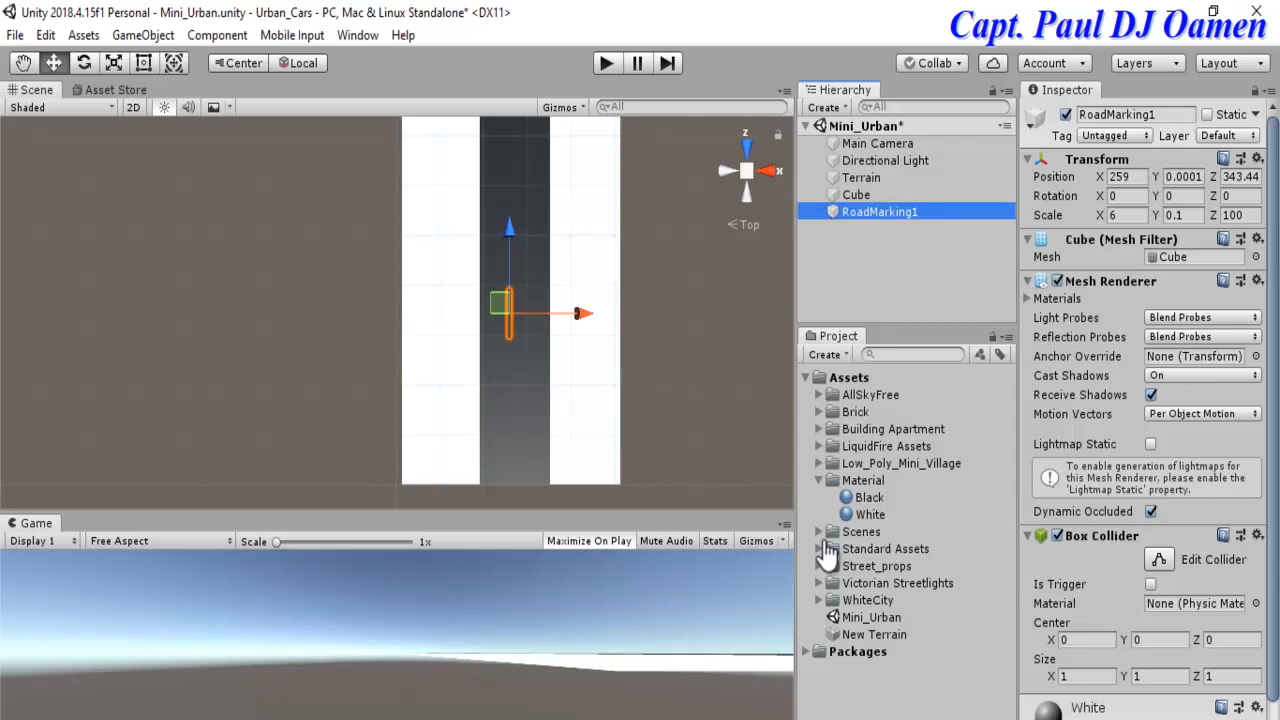 Unity 2018.4.15f1 Personal - Mini_Urban.unity - Urban_Cars - PC, Mac & Linux Standalone* <DX11>
Capt. Paul DJ Oamen
File Edit Assets GameObject Component Mobile Input Window Help
Center Local Collab Account Layers Layout
Scene Asset Store
Shaded 2D Gizmos All
z
x
Top
Hierarchy
Create All
Mini_Urban*
Main Camera
Directional Light
Terrain
Cube
RoadMarking1
Project
Create
Assets
AllSkyFree
Brick
Building Apartment
LiquidFire Assets
Low_Poly_Mini_Village
Material
Black
White
Scenes
Standard Assets
Street_props
Victorian Streetlights
WhiteCity
Mini_Urban
New Terrain
Packages
Inspector
RoadMarking1 Static
Tag Untagged Layer Default
Transform
Position X 259 Y 0.0001 Z 343.44
Rotation X 0 Y 0 Z 0
Scale X 6 Y 0.1 Z 100
Cube (Mesh Filter)
Mesh Cube
Mesh Renderer
Materials
Light Probes Blend Probes
Reflection Probes Blend Probes
Anchor Override None (Transform)
Cast Shadows On
Receive Shadows
Motion Vectors Per Object Motion
Lightmap Static
To enable generation of lightmaps for
this Mesh Renderer, please enable the
'Lightmap Static' property.
Dynamic Occluded
Box Collider
Edit Collider
Is Trigger
Material None (Physic Mate
Center
X 0 Y 0 Z 0
Size
X 1 Y 1 Z 1
White
Game
Display 1 Free Aspect Scale 1x Maximize On Play Mute Audio Stats Gizmos